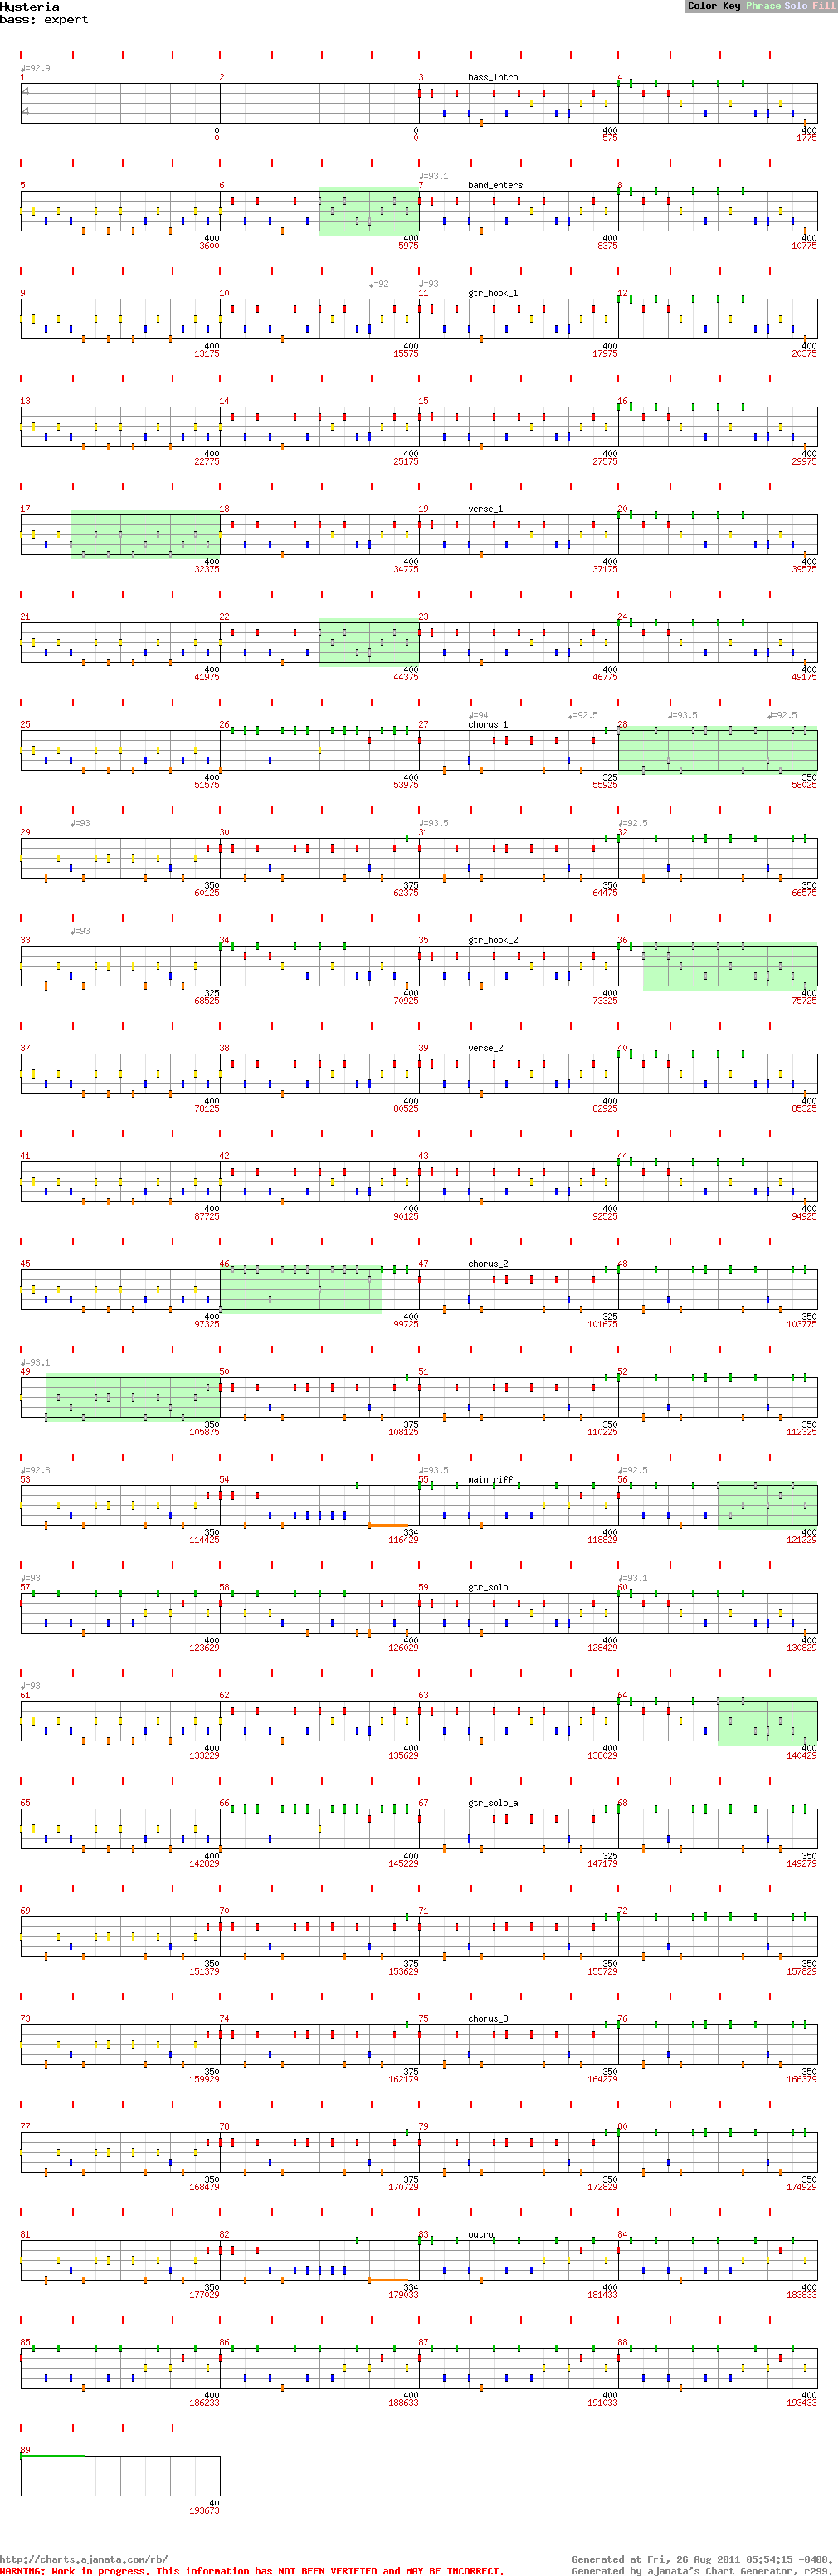 Hysteria
Color Key Phrase Solo Fill
bass: expert
♩=92.9
1 2 3 bass_intro 4
4
4
0 0 400 400
0 0 575 1775
♩=93.1
5 6 7 band_enters 8
400 400 400 400
3600 5975 8375 10775
♩=92 ♩=93
9 10 11 gtr_hook_1 12
400 400 400 400
13175 15575 17975 20375
13 14 15 16
400 400 400 400
22775 25175 27575 29975
17 18 19 verse_1 20
400 400 400 400
32375 34775 37175 39575
21 22 23 24
400 400 400 400
41975 44375 46775 49175
♩=94 ♩=92.5 ♩=93.5 ♩=92.5
25 26 27 chorus_1 28
400 400 325 350
51575 53975 55925 58025
♩=93 ♩=93.5 ♩=92.5
29 30 31 32
350 375 350 350
60125 62375 64475 66575
♩=93
33 34 35 gtr_hook_2 36
325 400 400 400
68525 70925 73325 75725
37 38 39 verse_2 40
400 400 400 400
78125 80525 82925 85325
41 42 43 44
400 400 400 400
87725 90125 92525 94925
45 46 47 chorus_2 48
400 400 325 350
97325 99725 101675 103775
♩=93.1
49 50 51 52
350 375 350 350
105875 108125 110225 112325
♩=92.8 ♩=93.5 ♩=92.5
53 54 55 main_riff 56
350 334 400 400
114425 116429 118829 121229
♩=93 ♩=93.1
57 58 59 gtr_solo 60
400 400 400 400
123629 126029 128429 130829
♩=93
61 62 63 64
400 400 400 400
133229 135629 138029 140429
65 66 67 gtr_solo_a 68
400 400 325 350
142829 145229 147179 149279
69 70 71 72
350 375 350 350
151379 153629 155729 157829
73 74 75 chorus_3 76
350 375 350 350
159929 162179 164279 166379
77 78 79 80
350 375 350 350
168479 170729 172829 174929
81 82 83 outro 84
350 334 400 400
177029 179033 181433 183833
85 86 87 88
400 400 400 400
186233 188633 191033 193433
89
40
193673
http://charts.ajanata.com/rb/
Generated at Fri, 26 Aug 2011 05:54:15 -0400.
WARNING: Work in progress. This information has NOT BEEN VERIFIED and MAY BE INCORRECT.
Generated by ajanata's Chart Generator, r299.